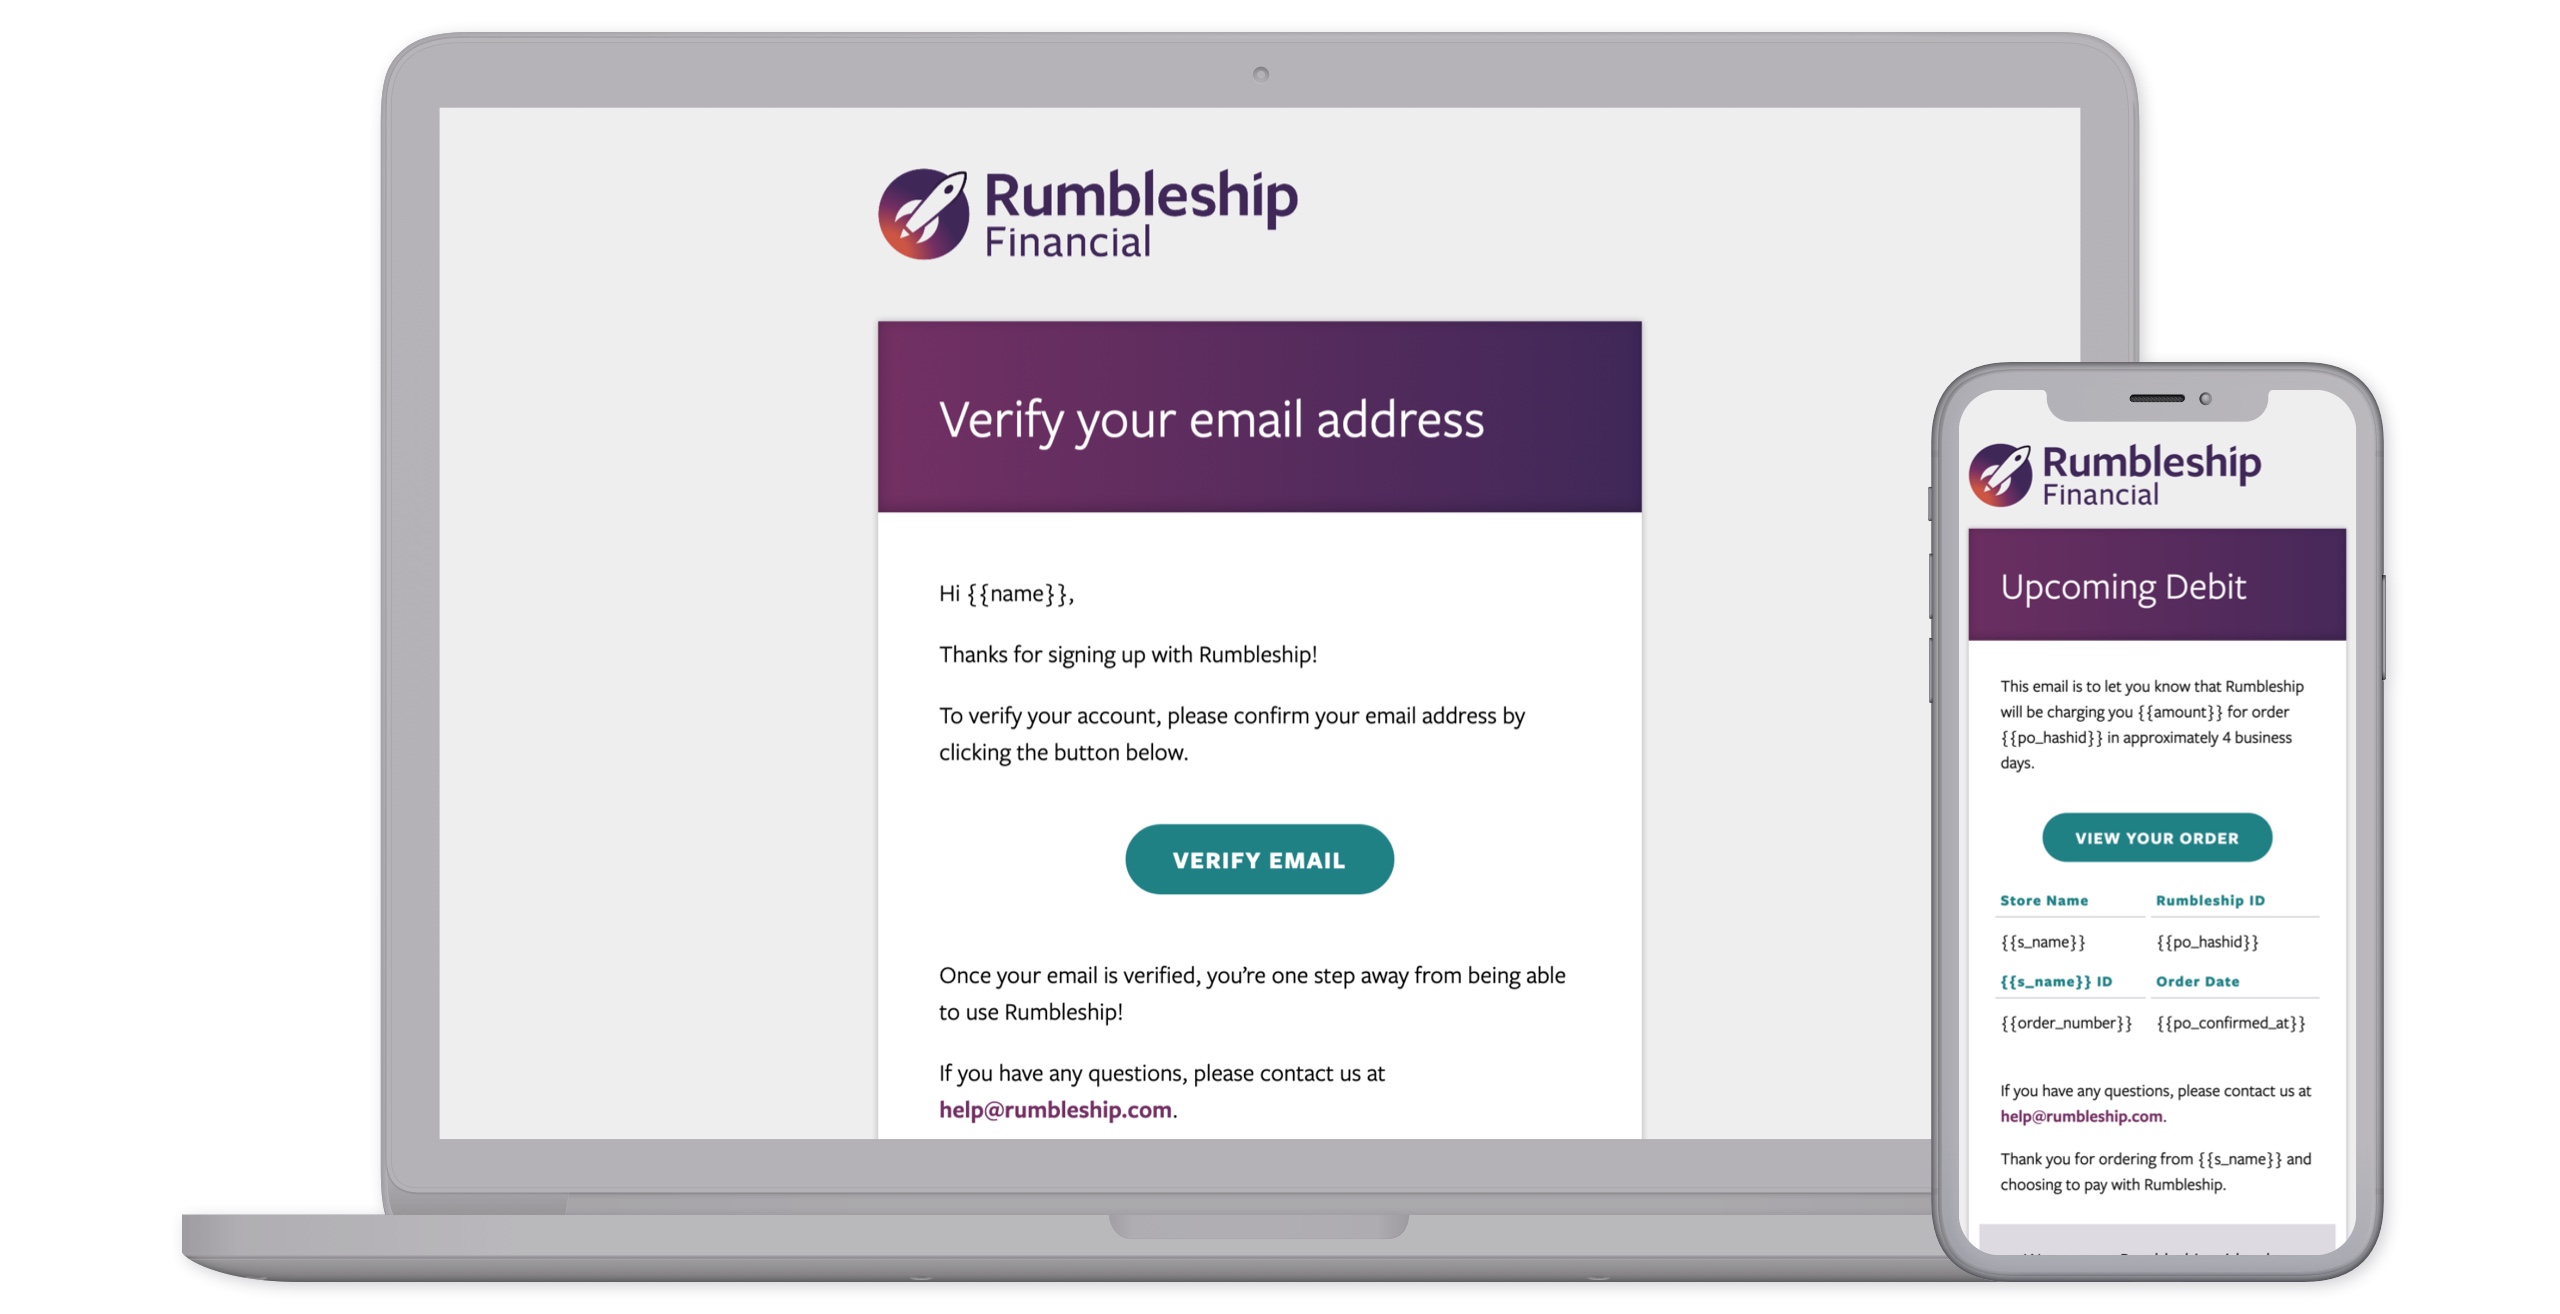 Rumbleship
Financial
Verify your email address
Hi {{name}},
Thanks for signing up with Rumbleship!
To verify your account, please confirm your email address by
clicking the button below.
VERIFY EMAIL
Once your email is verified, you’re one step away from being able
to use Rumbleship!
If you have any questions, please contact us at
help@rumbleship.com.
Rumbleship
Financial
Upcoming Debit
This email is to let you know that Rumbleship
will be charging you {{amount}} for order
{{po_hashid}} in approximately 4 business
days.
VIEW YOUR ORDER
Store Name Rumbleship ID
{{s_name}} {{po_hashid}}
{{s_name}} ID Order Date
{{order_number}} {{po_confirmed_at}}
If you have any questions, please contact us at
help@rumbleship.com.
Thank you for ordering from {{s_name}} and
choosing to pay with Rumbleship.